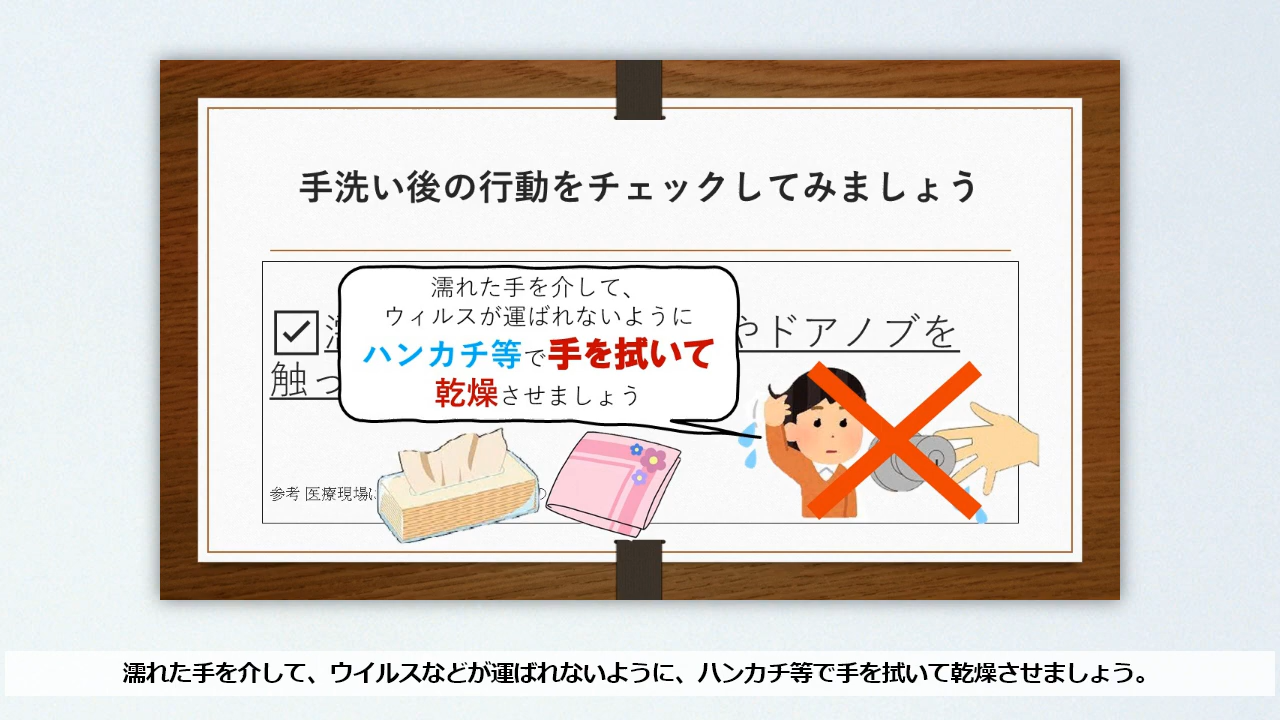 手洗い後の行動をチェックしてみましょう
濡れた手を介して、
ウィルスが運ばれないように
ハンカチ等で手を拭いて
乾燥させましょう
やドアノブを
触っ
参考 医療現場に
濡れた手を介して、ウイルスなどが運ばれないように、ハンカチ等で手を拭いて乾燥させましょう。